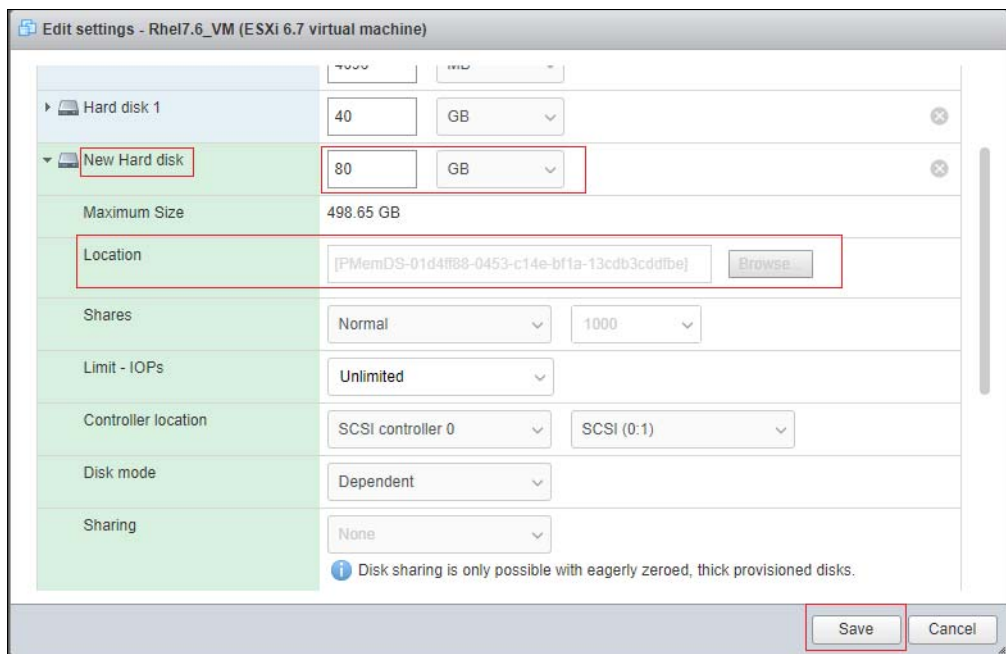 Edit settings - Rhel7.6_VM (ESXi 6.7 virtual machine)
Hard disk 1 40 GB
New Hard disk 80 GB
Maximum Size 498.65 GB
Location [PMemDS-01d4ff88-0453-c14e-bf1a-13cdb3cddfbe] Browse...
Shares Normal 1000
Limit - IOPs Unlimited
Controller location SCSI controller 0 SCSI (0:1)
Disk mode Dependent
Sharing None
Disk sharing is only possible with eagerly zeroed, thick provisioned disks.
Save Cancel